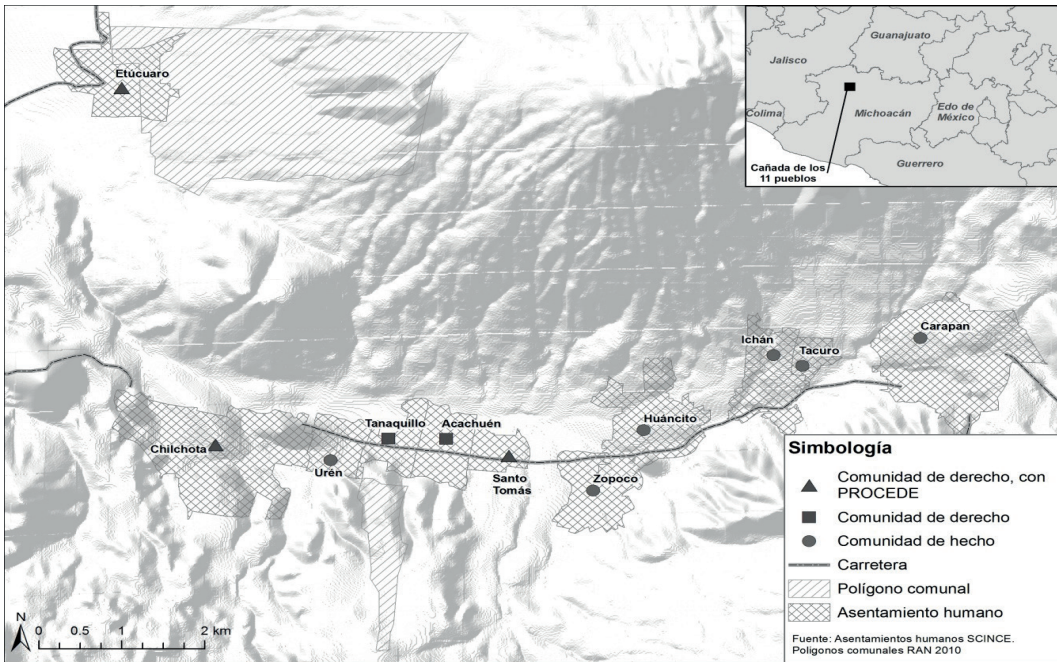 Etúcuaro
Guanajuato
Jalisco
Colima
Michoacán
Edo de
México
Guerrero
Cañada de los
11 pueblos
Carapan
Ichán
Tacuro
Huáncito
Tanaquillo
Acachuén
Chilchota
Urén
Santo
Tomás
Zopoco
Simbología
Comunidad de derecho, con
PROCEDE
Comunidad de derecho
Comunidad de hecho
Carretera
Polígono comunal
Asentamiento humano
Fuente: Asentamientos humanos SCINCE.
Poligonos comunales RAN 2010
N
0 0.5 1 2 km